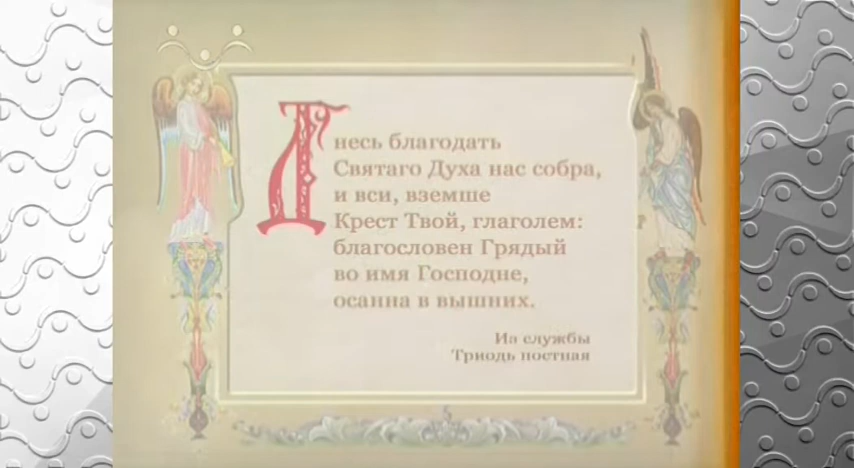 Днесь благодать
Святаго Духа нас собра,
и вси, вземше
Крест Твой, глаголем:
благословен Грядый
во имя Господне,
осанна в вышних.
Из службы
Триодь постная